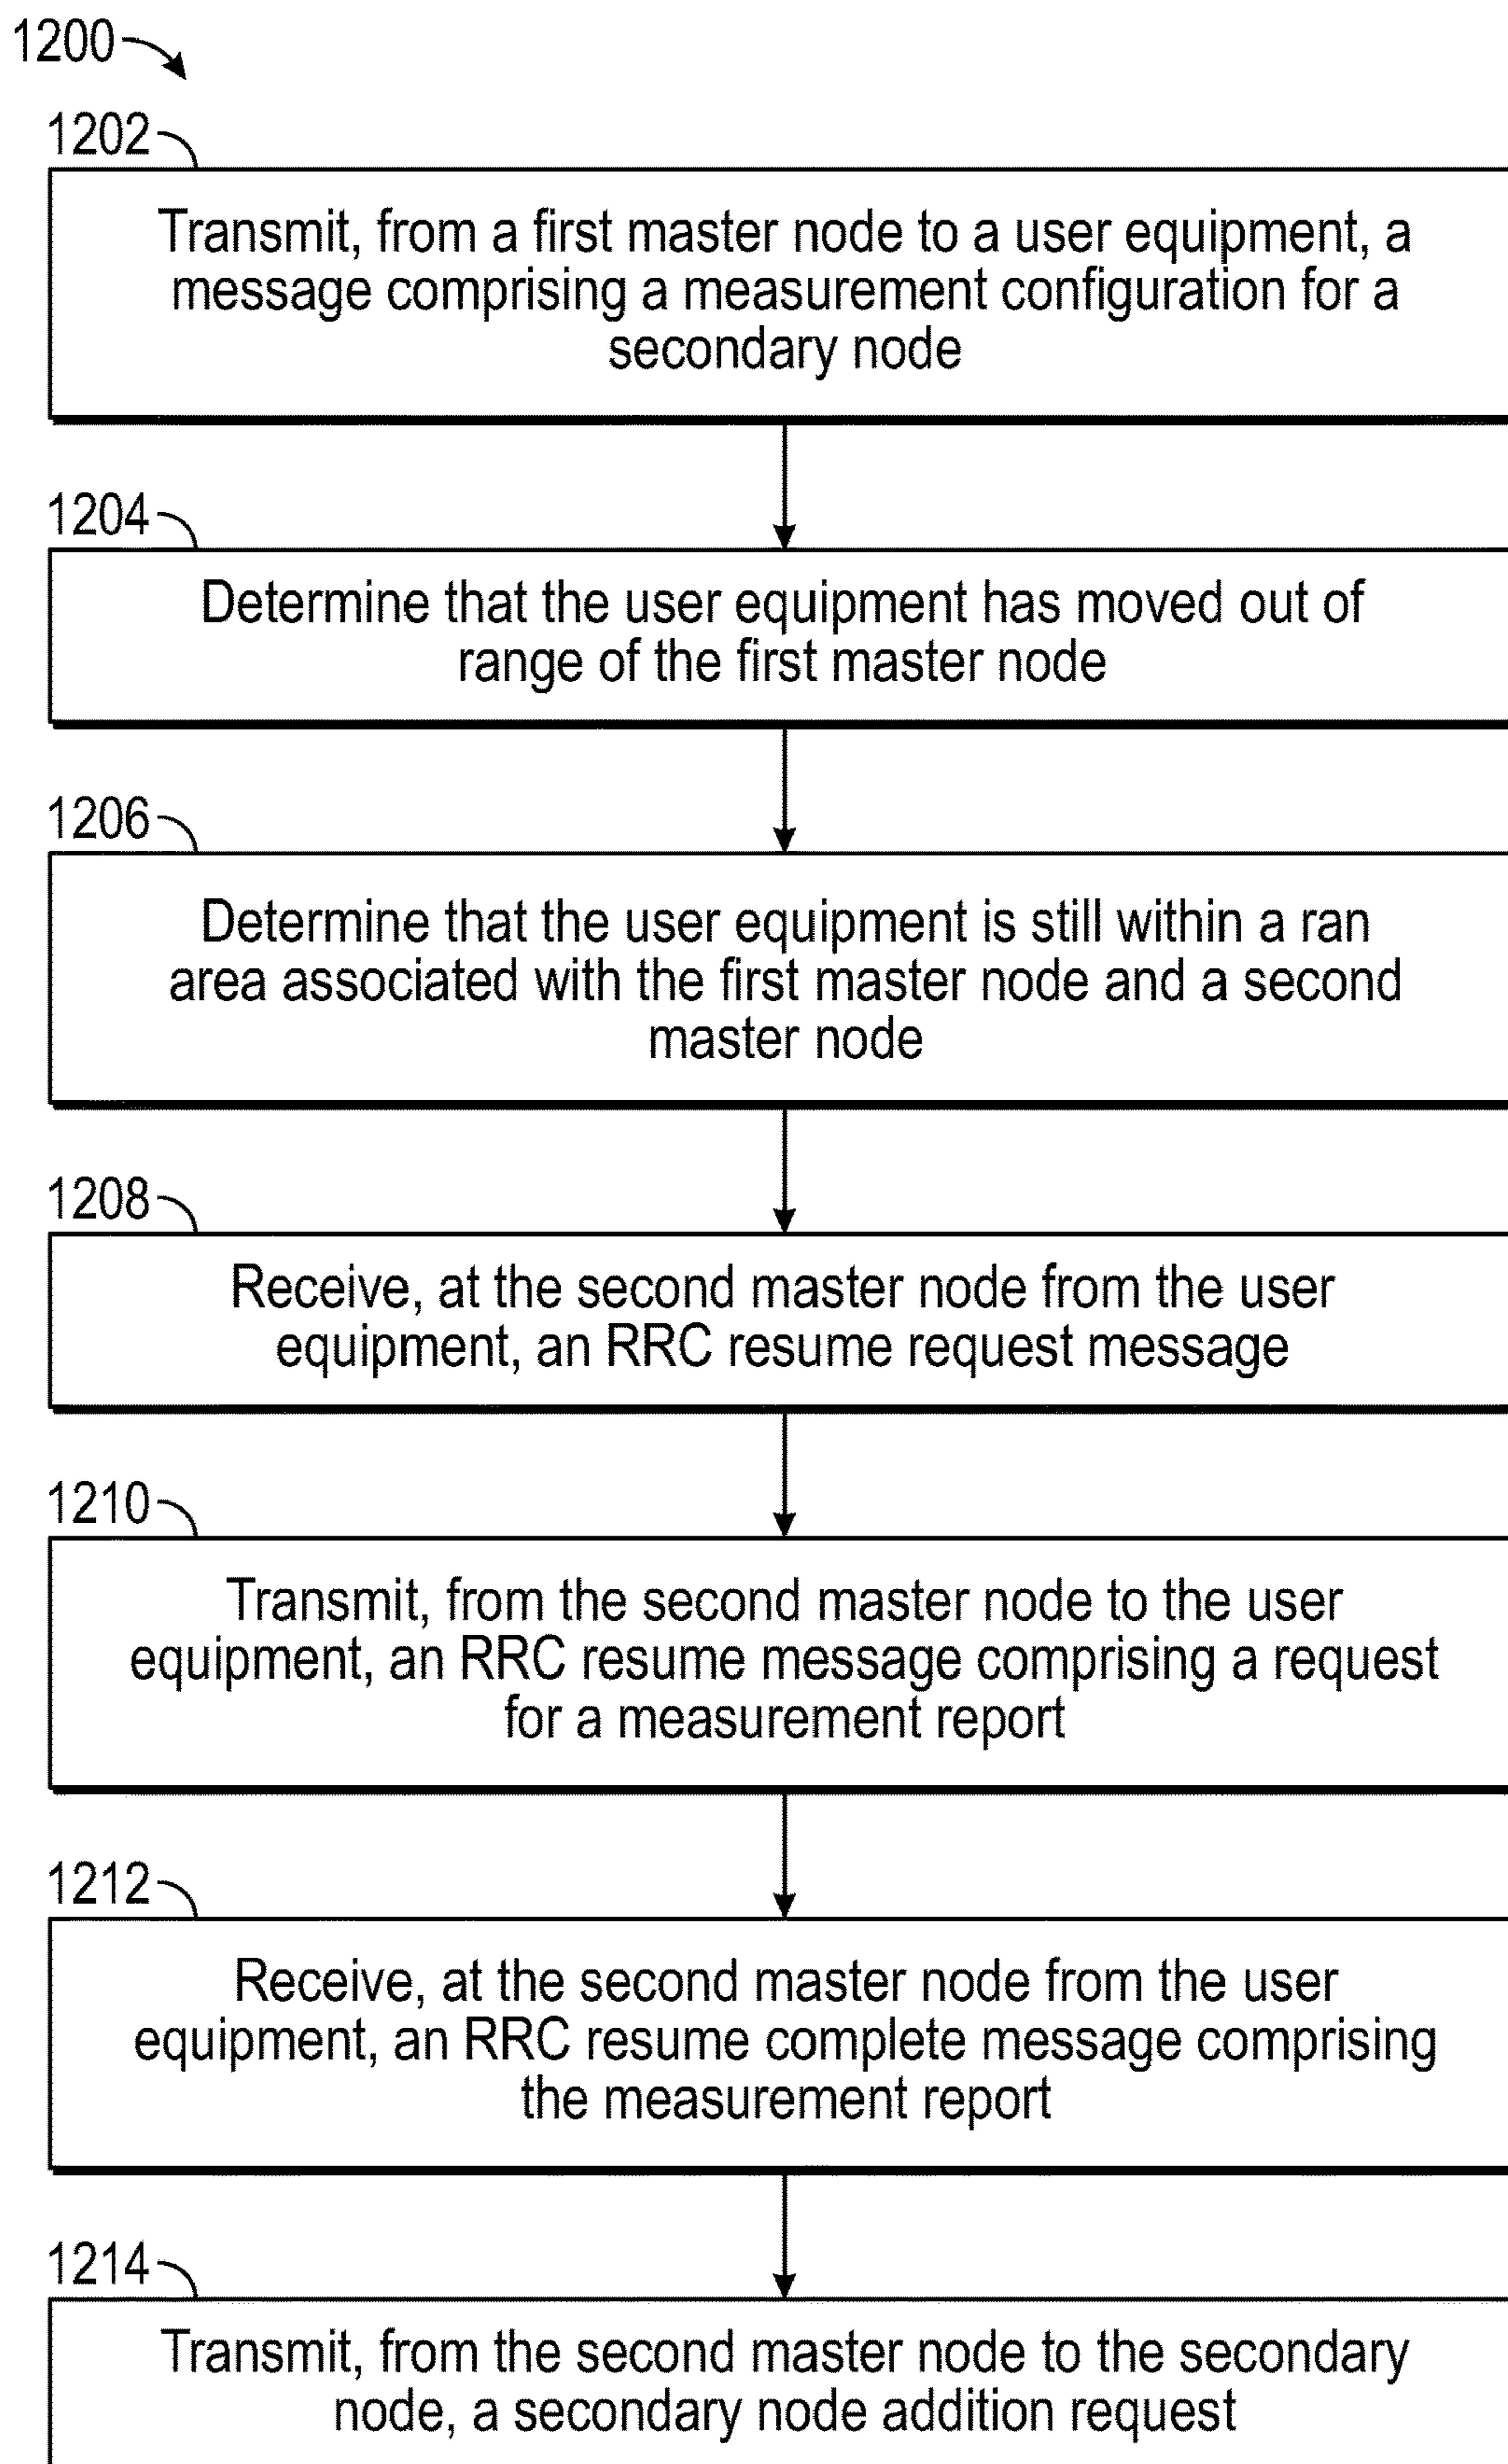 1200
1202
Transmit, from a first master node to a user equipment, a
message comprising a measurement configuration for a
secondary node
1204
Determine that the user equipment has moved out of
range of the first master node
1206
Determine that the user equipment is still within a ran
area associated with the first master node and a second
master node
1208
Receive, at the second master node from the user
equipment, an RRC resume request message
1210
Transmit, from the second master node to the user
equipment, an RRC resume message comprising a request
for a measurement report
1212
Receive, at the second master node from the user
equipment, an RRC resume complete message comprising
the measurement report
1214
Transmit, from the second master node to the secondary
node, a secondary node addition request